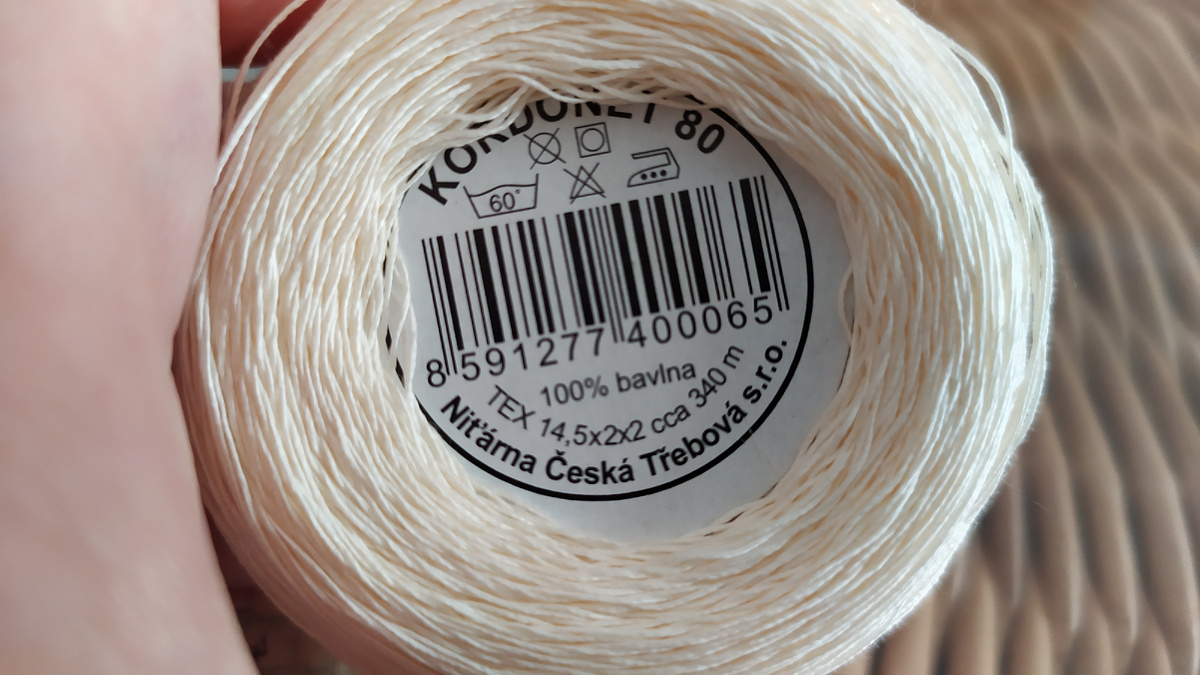 KORDONET 80
60°
8 591277 400065
100% bavlna
TEX 14,5x2x2 cca 340 m
Niťárna Česká Třebová s.r.o.